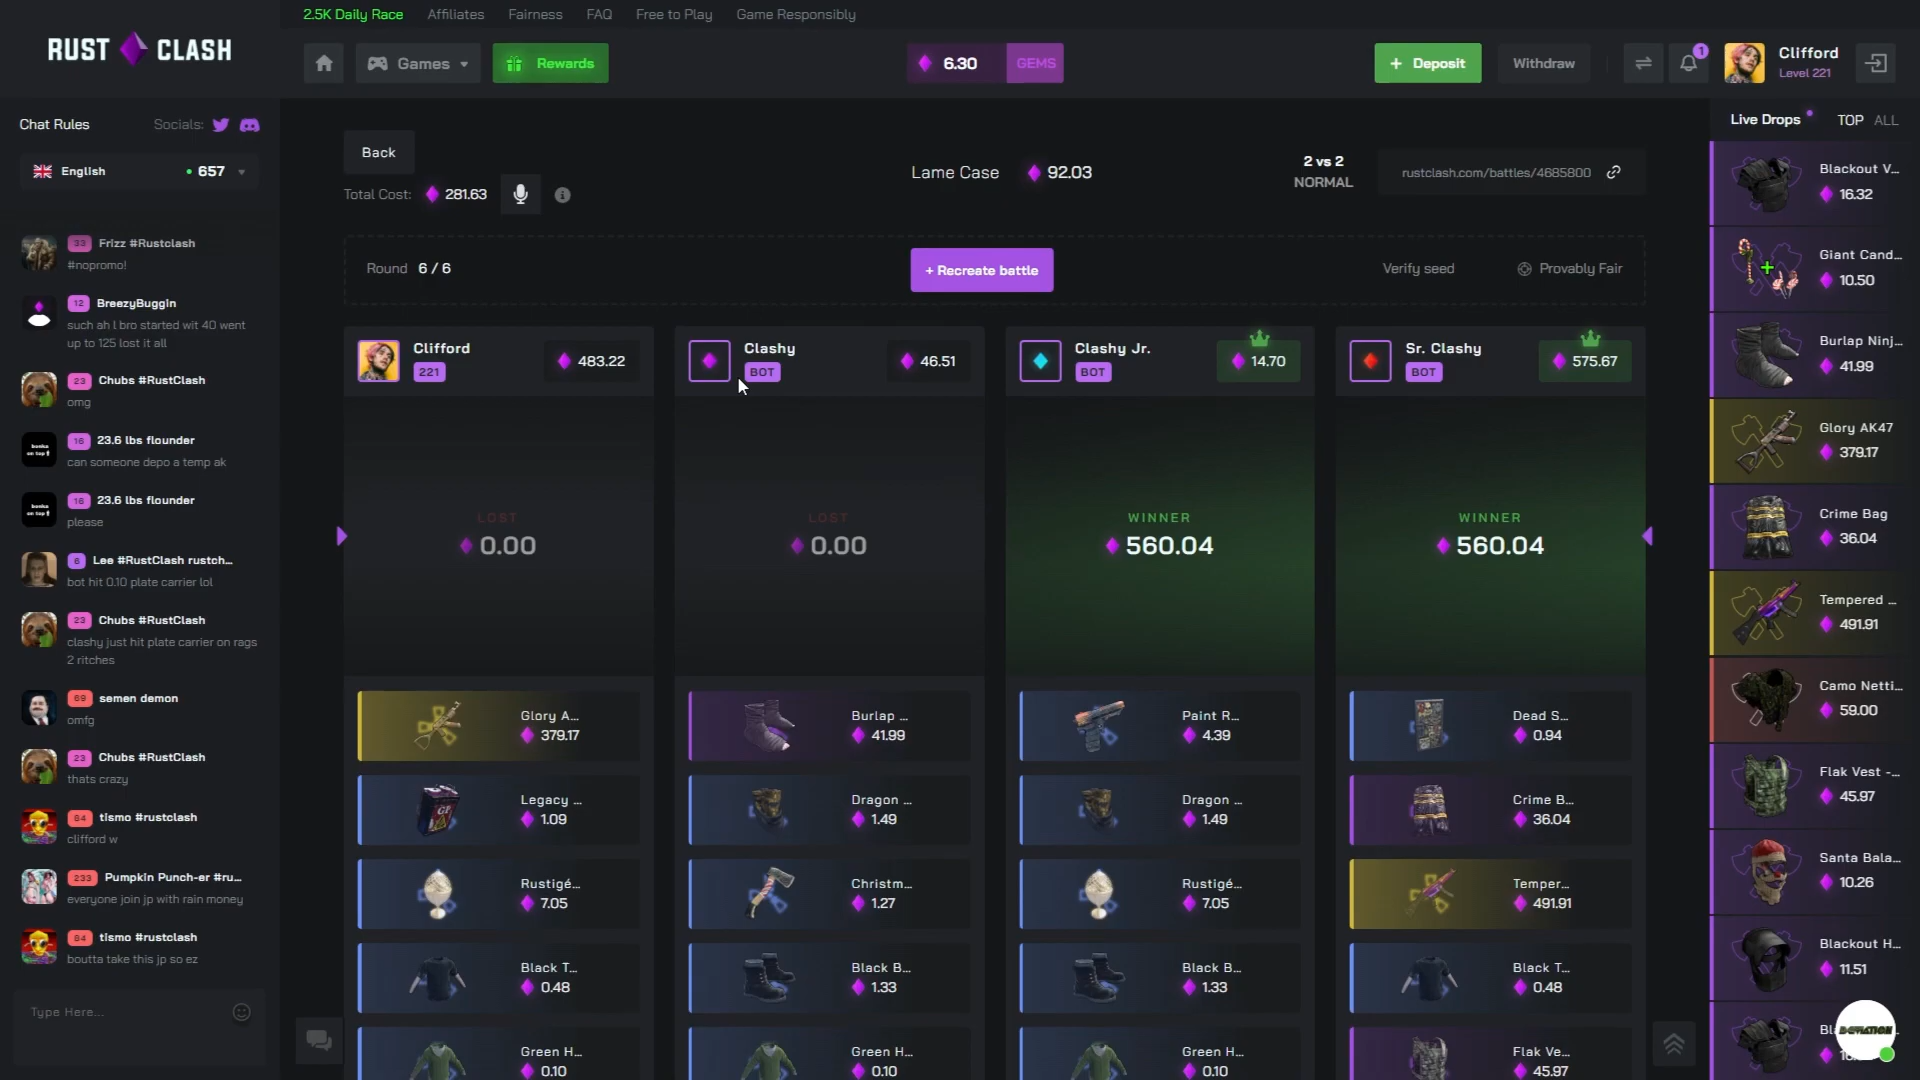 2.5K Daily Race
Affiliates
Fairness
FAQ
Free to Play
Game Responsibly
RUST CLASH
Games
Rewards
6.30
GEMS
+ Deposit
Withdraw
1
Clifford
Level 221
Chat Rules
Socials:
English
657
33 Frizz #Rustclash
#nopromo!
12 BreezyBuggin
such ah l bro started wit 40 went
up to 125 lost it all
23 Chubs #RustClash
omg
16 23.6 lbs flounder
can someone depo a temp ak
16 23.6 lbs flounder
please
6 Lee #RustClash rustch...
bot hit 0.10 plate carrier lol
23 Chubs #RustClash
clashy just hit plate carrier on rags
2 ritches
69 semen demon
omfg
23 Chubs #RustClash
thats crazy
84 tismo #rustclash
clifford w
233 Pumpkin Punch-er #ru...
everyone join jp with rain money
84 tismo #rustclash
boutta take this jp so ez
Type Here...
Back
Total Cost: 281.63
Lame Case 92.03
2 vs 2
NORMAL
rustclash.com/battles/4685800
Round 6 / 6
+ Recreate battle
Verify seed
Provably Fair
Clifford
221
483.22
LOST
0.00
Glory A...
379.17
Legacy ...
1.09
Rustigé...
7.05
Black T...
0.48
Green H...
0.10
Clashy
BOT
46.51
LOST
0.00
Burlap ...
41.99
Dragon ...
1.49
Christm...
1.27
Black B...
1.33
Green H...
0.10
Clashy Jr.
BOT
14.70
WINNER
560.04
Paint R...
4.39
Dragon ...
1.49
Rustigé...
7.05
Black B...
1.33
Green H...
0.10
Sr. Clashy
BOT
575.67
WINNER
560.04
Dead S...
0.94
Crime B...
36.04
Temper...
491.91
Black T...
0.48
Flak Ve...
45.97
Live Drops
TOP
ALL
Blackout V...
16.32
Giant Cand...
10.50
Burlap Ninj...
41.99
Glory AK47
379.17
Crime Bag
36.04
Tempered ...
491.91
Camo Netti...
59.00
Flak Vest -...
45.97
Santa Bala...
10.26
Blackout H...
11.51